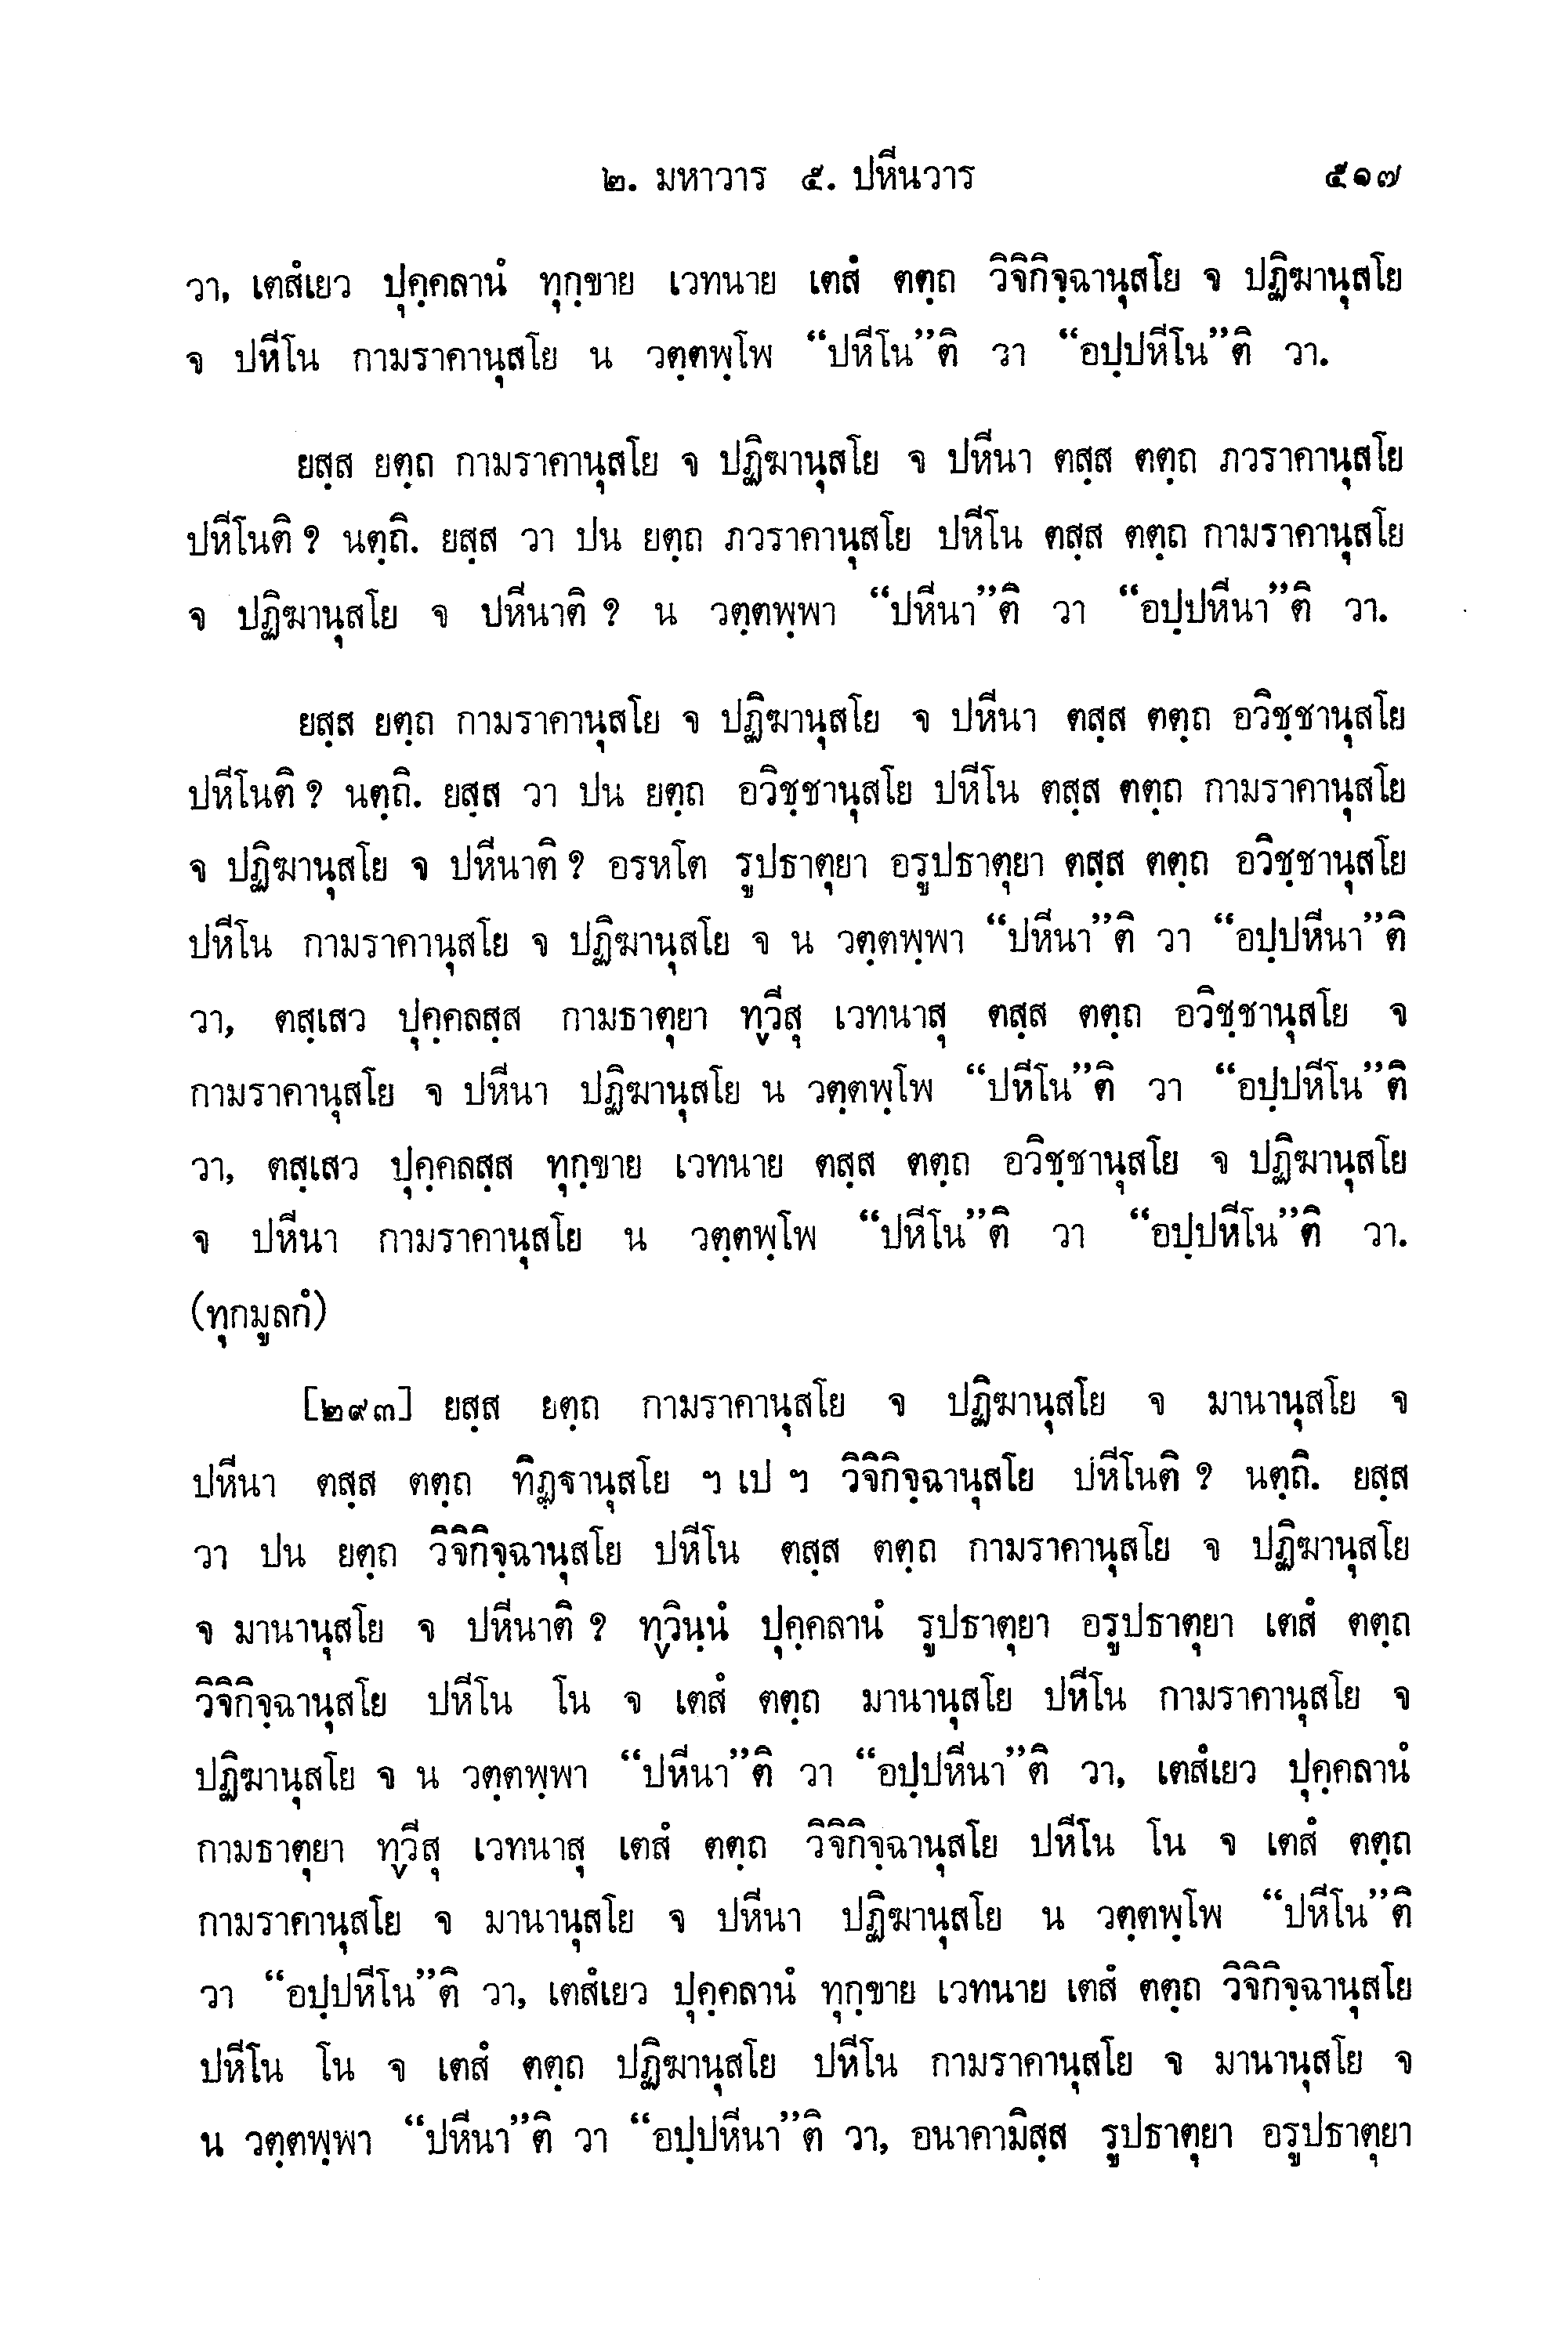 ๒. มหาวาร ๕. ปหีนวาร ๕๑๗
วา, เตสํเยว ปุคฺคลานํ ทุกฺขาย เวทนาย เตสํ ตตฺถ วิจิกิจฺฉานุสโย จ ปฏิฆานุสโย
จ ปหีโน กามราคานุสโย น วตฺตพฺโพ “ปหีโน”ติ วา “อปฺปหีโน”ติ วา.
ยสฺส ยตฺถ กามราคานุสโย จ ปฏิฆานุสโย จ ปหีนา ตสฺส ตตฺถ ภวราคานุสโย
ปหีโนติ ? นตฺถิ. ยสฺส วา ปน ยตฺถ ภวราคานุสโย ปหีโน ตสฺส ตตฺถ กามราคานุสโย
จ ปฏิฆานุสโย จ ปหีนาติ ? น วตฺตพฺพา “ปหีนา”ติ วา “อปฺปหีนา”ติ วา.
ยสฺส ยตฺถ กามราคานุสโย จ ปฏิฆานุสโย จ ปหีนา ตสฺส ตตฺถ อวิชฺชานุสโย
ปหีโนติ ? นตฺถิ. ยสฺส วา ปน ยตฺถ อวิชฺชานุสโย ปหีโน ตสฺส ตตฺถ กามราคานุสโย
จ ปฏิฆานุสโย จ ปหีนาติ ? อรหโต รูปธาตุยา อรูปธาตุยา ตสฺส ตตฺถ อวิชฺชานุสโย
ปหีโน กามราคานุสโย จ ปฏิฆานุสโย จ น วตฺตพฺพา “ปหีนา”ติ วา “อปฺปหีนา”ติ
วา, ตสฺเสว ปุคฺคลสฺส กามธาตุยา ทฺวีสุ เวทนาสุ ตสฺส ตตฺถ อวิชฺชานุสโย จ
กามราคานุสโย จ ปหีนา ปฏิฆานุสโย น วตฺตพฺโพ “ปหีโน”ติ วา “อปฺปหีโน”ติ
วา, ตสฺเสว ปุคฺคลสฺส ทุกฺขาย เวทนาย ตสฺส ตตฺถ อวิชฺชานุสโย จ ปฏิฆานุสโย
จ ปหีนา กามราคานุสโย น วตฺตพฺโพ “ปหีโน”ติ วา “อปฺปหีโน”ติ วา.
(ทุกมูลกํ)
[๒๙๓] ยสฺส ยตฺถ กามราคานุสโย จ ปฏิฆานุสโย จ มานานุสโย จ
ปหีนา ตสฺส ตตฺถ ทิฏฺฐานุสโย ฯ เป ฯ วิจิกิจฺฉานุสโย ปหีโนติ ? นตฺถิ. ยสฺส
วา ปน ยตฺถ วิจิกิจฺฉานุสโย ปหีโน ตสฺส ตตฺถ กามราคานุสโย จ ปฏิฆานุสโย
จ มานานุสโย จ ปหีนาติ ? ทฺวินฺนํ ปุคฺคลานํ รูปธาตุยา อรูปธาตุยา เตสํ ตตฺถ
วิจิกิจฺฉานุสโย ปหีโน โน จ เตสํ ตตฺถ มานานุสโย ปหีโน กามราคานุสโย จ
ปฏิฆานุสโย จ น วตฺตพฺพา “ปหีนา”ติ วา “อปฺปหีนา”ติ วา, เตสํเยว ปุคฺคลานํ
กามธาตุยา ทฺวีสุ เวทนาสุ เตสํ ตตฺถ วิจิกิจฺฉานุสโย ปหีโน โน จ เตสํ ตตฺถ
กามราคานุสโย จ มานานุสโย จ ปหีนา ปฏิฆานุสโย น วตฺตพฺโพ “ปหีโน”ติ
วา “อปฺปหีโน”ติ วา, เตสํเยว ปุคฺคลานํ ทุกฺขาย เวทนาย เตสํ ตตฺถ วิจิกิจฺฉานุสโย
ปหีโน โน จ เตสํ ตตฺถ ปฏิฆานุสโย ปหีโน กามราคานุสโย จ มานานุสโย จ
น วตฺตพฺพา “ปหีนา”ติ วา “อปฺปหีนา”ติ วา, อนาคามิสฺส รูปธาตุยา อรูปธาตุยา